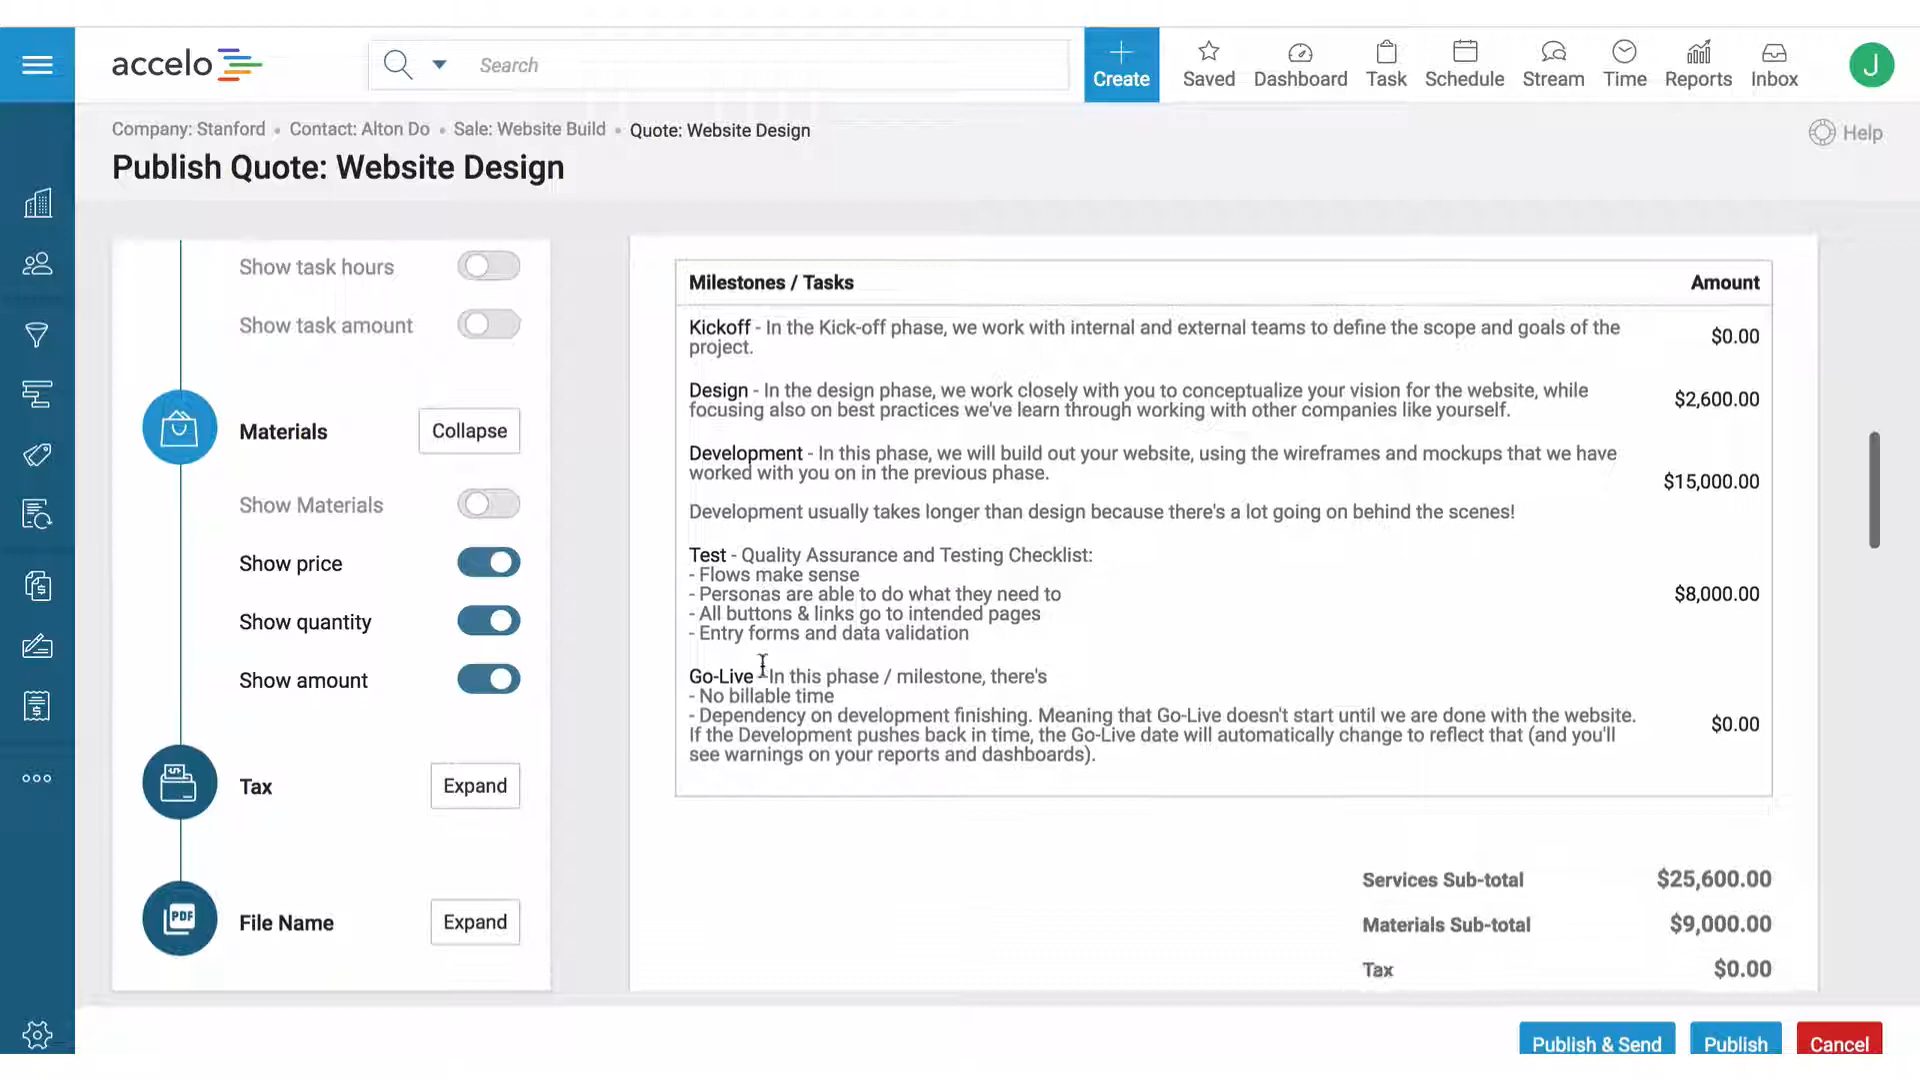 accelo
Search
Create
Saved
Dashboard
Task
Schedule
Stream
Time
Reports
Inbox
J
Company: Stanford • Contact: Alton Do • Sale: Website Build • Quote: Website Design
Help
Publish Quote: Website Design
Show task hours
Show task amount
Materials
Collapse
Show Materials
Show price
Show quantity
Show amount
Tax
Expand
PDF
File Name
Expand
Milestones / Tasks
Amount
Kickoff - In the Kick-off phase, we work with internal and external teams to define the scope and goals of the
project.
$0.00
Design - In the design phase, we work closely with you to conceptualize your vision for the website, while
focusing also on best practices we've learn through working with other companies like yourself.
$2,600.00
Development - In this phase, we will build out your website, using the wireframes and mockups that we have
worked with you on in the previous phase.
$15,000.00
Development usually takes longer than design because there's a lot going on behind the scenes!
Test - Quality Assurance and Testing Checklist:
- Flows make sense
- Personas are able to do what they need to
- All buttons & links go to intended pages
- Entry forms and data validation
$8,000.00
Go-Live - In this phase / milestone, there's
- No billable time
- Dependency on development finishing. Meaning that Go-Live doesn't start until we are done with the website.
If the Development pushes back in time, the Go-Live date will automatically change to reflect that (and you'll
see warnings on your reports and dashboards).
$0.00
Services Sub-total $25,600.00
Materials Sub-total $9,000.00
Tax $0.00
Publish & Send
Publish
Cancel